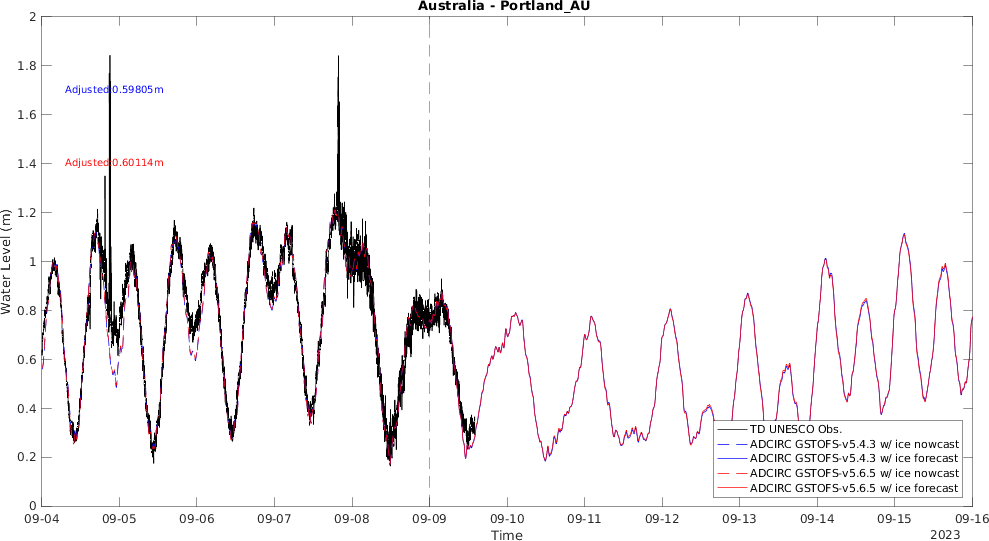 Australia - Portland_AU
2
1.8
1.6
1.4
1.2
1
0.8
0.6
0.4
0.2
0
Water Level (m)
Adjusted 0.59805m
Adjusted 0.60114m
TD UNESCO Obs.
ADCIRC GSTOFS-v5.4.3 w/ ice nowcast
ADCIRC GSTOFS-v5.4.3 w/ ice forecast
ADCIRC GSTOFS-v5.6.5 w/ ice nowcast
ADCIRC GSTOFS-v5.6.5 w/ ice forecast
09-04 09-05 09-06 09-07 09-08 09-09 09-10 09-11 09-12 09-13 09-14 09-15 09-16
Time
2023